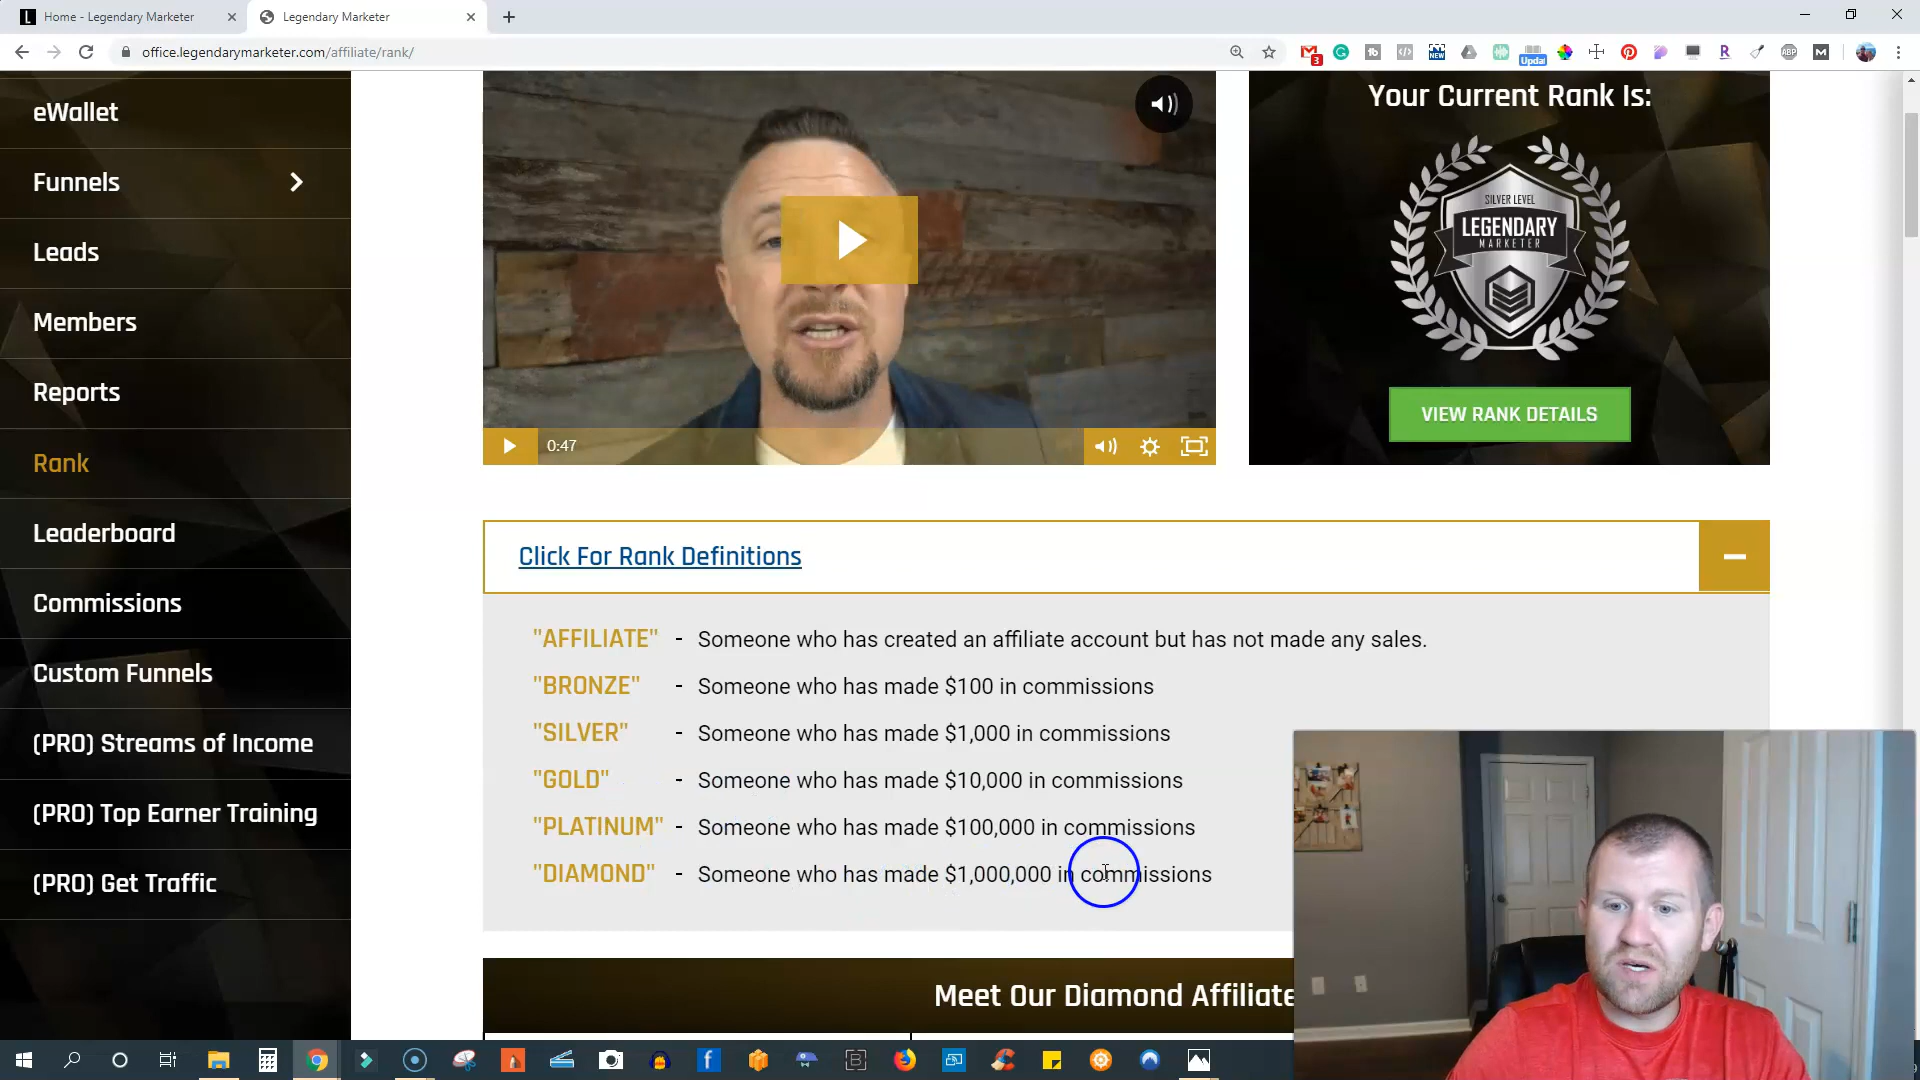 Home - Legendary Marketer
Legendary Marketer
office.legendarymarketer.com/affiliate/rank/
3
NEW
Updat
R
ABP
M
eWallet
Funnels
Leads
Members
Reports
Rank
Leaderboard
Commissions
Custom Funnels
(PRO) Streams of Income
(PRO) Top Earner Training
(PRO) Get Traffic
0:47
Your Current Rank Is:
SILVER LEVEL
LEGENDARY
MARKETER
VIEW RANK DETAILS
Click For Rank Definitions
"AFFILIATE" - Someone who has created an affiliate account but has not made any sales.
"BRONZE" - Someone who has made $100 in commissions
"SILVER" - Someone who has made $1,000 in commissions
"GOLD" - Someone who has made $10,000 in commissions
"PLATINUM" - Someone who has made $100,000 in commissions
"DIAMOND" - Someone who has made $1,000,000 in commissions
Meet Our Diamond Affiliate